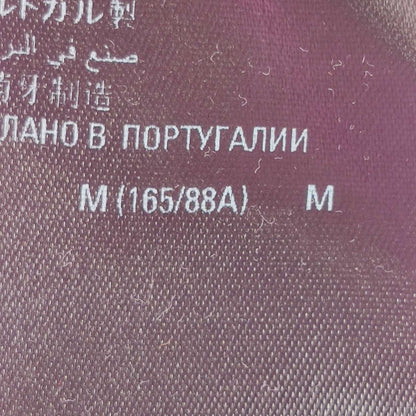 ルトガル製
صنع في البر
萄牙制造
ЛАНО В ПОРТУГАЛИИ
M (165/88A) M